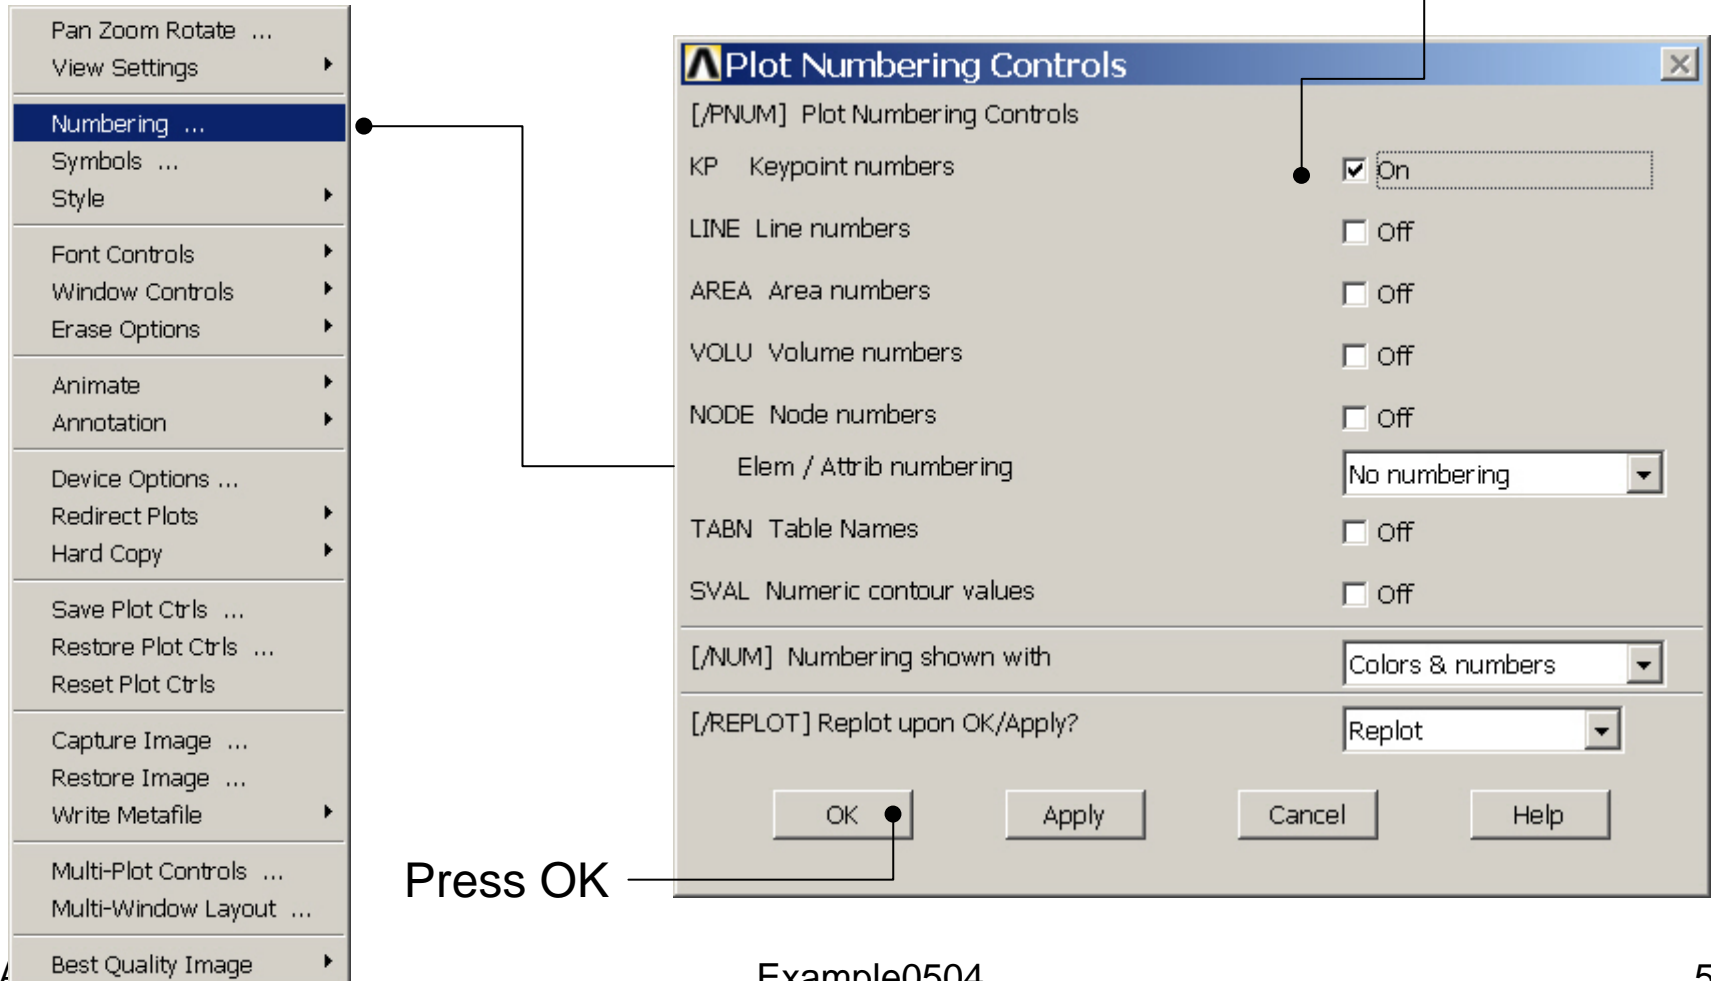 Pan Zoom Rotate ...
View Settings
Numbering ...
Symbols ...
Style
Font Controls
Window Controls
Erase Options
Animate
Annotation
Device Options ...
Redirect Plots
Hard Copy
Save Plot Ctrls ...
Restore Plot Ctrls ...
Reset Plot Ctrls
Capture Image ...
Restore Image ...
Write Metafile
Multi-Plot Controls ...
Multi-Window Layout ...
Best Quality Image
Plot Numbering Controls
[/PNUM] Plot Numbering Controls
KP Keypoint numbers On
LINE Line numbers Off
AREA Area numbers Off
VOLU Volume numbers Off
NODE Node numbers Off
Elem / Attrib numbering No numbering
TABN Table Names Off
SVAL Numeric contour values Off
[/NUM] Numbering shown with Colors & numbers
[/REPLOT] Replot upon OK/Apply? Replot
OK Apply Cancel Help
Press OK
Example0504
5